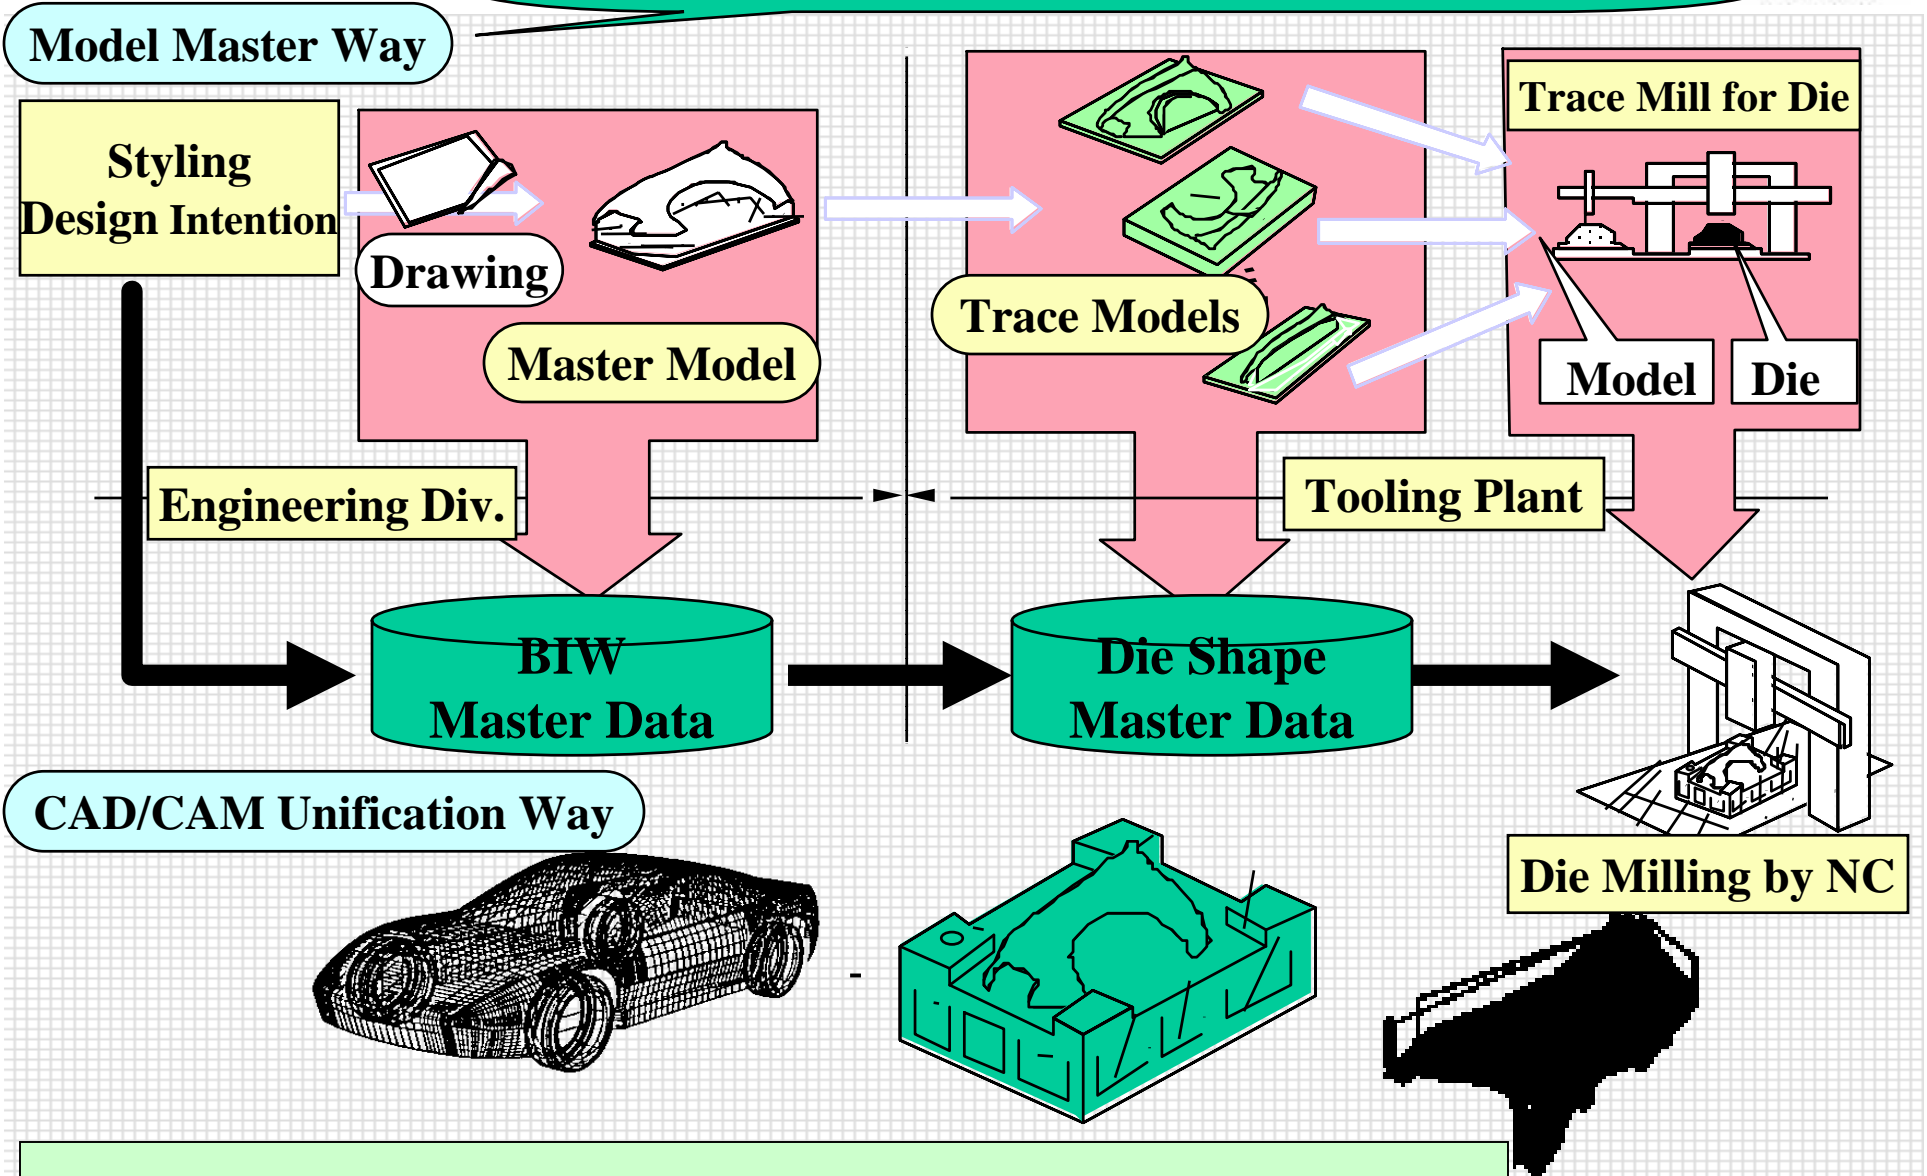 Model Master Way
Styling
Design Intention
Drawing
Master Model
Trace Models
Trace Mill for Die
Model
Die
Engineering Div.
Tooling Plant
BIW
Master Data
Die Shape
Master Data
CAD/CAM Unification Way
Die Milling by NC